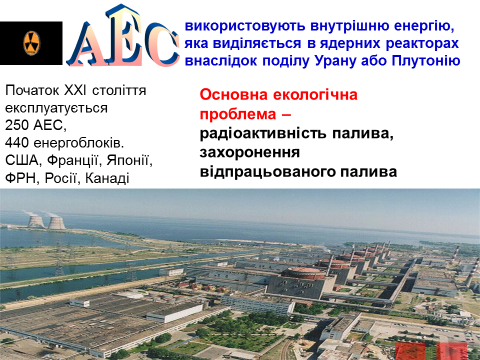 АЕС
використовують внутрішню енергію,
яка виділяється в ядерних реакторах
внаслідок поділу Урану або Плутонію
Початок ХХІ століття
експлуатується
250 АЕС,
440 енергоблоків.
США, Франції, Японії,
ФРН, Росії, Канаді
Основна екологічна
проблема –
радіоактивність палива,
захоронення
відпрацьованого палива